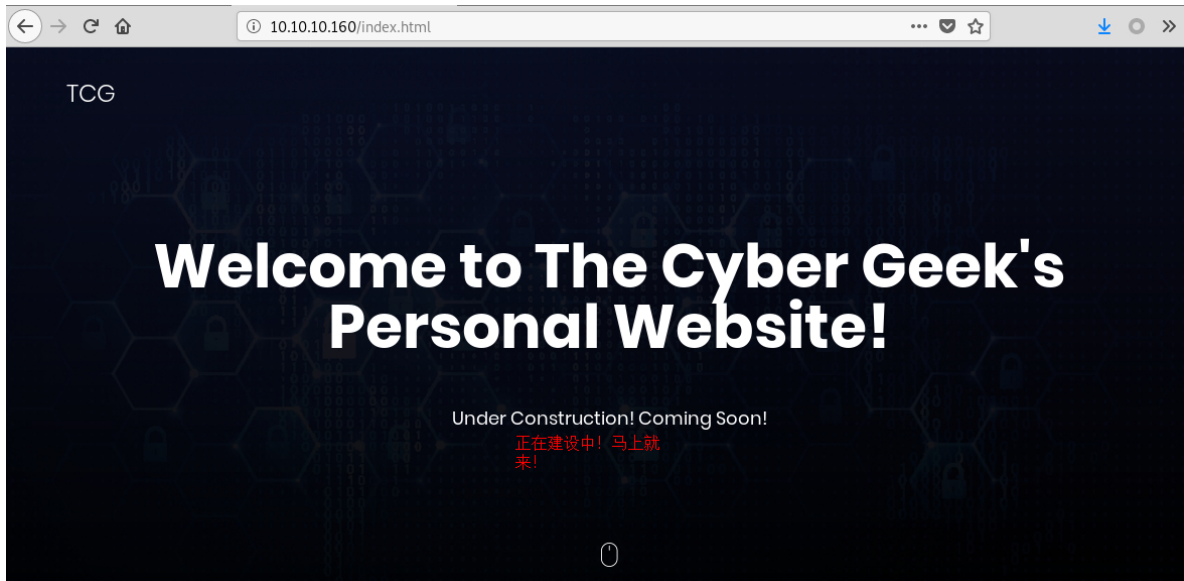 10.10.10.160/index.html
TCG
Welcome to The Cyber Geek's
Personal Website!
Under Construction! Coming Soon!
正在建设中！马上就
来！